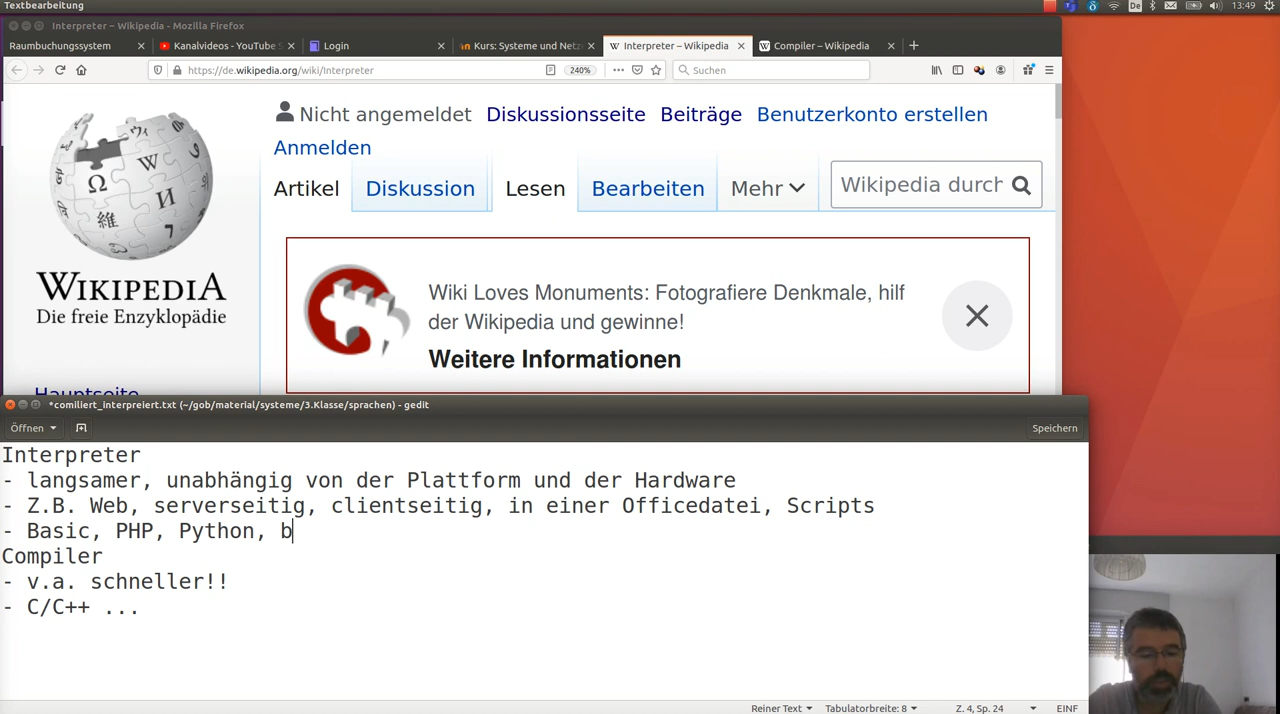 Textbearbeitung
De
13:49
Interpreter – Wikipedia - Mozilla Firefox
Raumbuchungssystem
Kanalvideos - YouTube S
Login
Kurs: Systeme und Netz
Interpreter – Wikipedia
Compiler – Wikipedia
https://de.wikipedia.org/wiki/Interpreter
240%
Suchen
Nicht angemeldet Diskussionsseite Beiträge Benutzerkonto erstellen
Anmelden
Artikel Diskussion Lesen Bearbeiten Mehr
Wikipedia durch
WIKIPEDIA
Die freie Enzyklopädie
Wiki Loves Monuments: Fotografiere Denkmale, hilf
der Wikipedia und gewinne!
Weitere Informationen
Hauptseite
*comiliert_interpreiert.txt (~/gob/material/systeme/3.Klasse/sprachen) - gedit
Öffnen
Speichern
Interpreter
- langsamer, unabhängig von der Plattform und der Hardware
- Z.B. Web, serverseitig, clientseitig, in einer Officedatei, Scripts
- Basic, PHP, Python, b
Compiler
- v.a. schneller!!
- C/C++ ...
Reiner Text
Tabulatorbreite: 8
Z. 4, Sp. 24
EINF